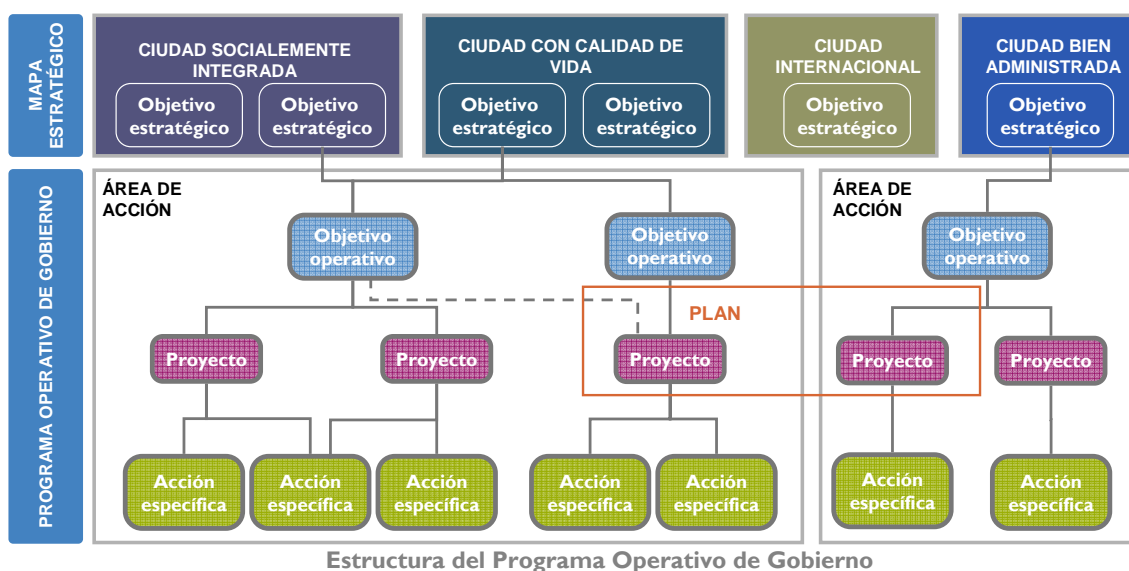 MAPA
ESTRATÉGICO
CIUDAD SOCIALEMENTE
INTEGRADA
Objetivo
estratégico
Objetivo
estratégico
CIUDAD CON CALIDAD DE
VIDA
Objetivo
estratégico
Objetivo
estratégico
CIUDAD
INTERNACIONAL
Objetivo
estratégico
CIUDAD BIEN
ADMINISTRADA
Objetivo
estratégico
PROGRAMA OPERATIVO DE GOBIERNO
ÁREA DE
ACCIÓN
Objetivo
operativo
Objetivo
operativo
PLAN
Proyecto
Proyecto
Proyecto
Acción
específica
Acción
específica
Acción
específica
Acción
específica
Acción
específica
ÁREA DE
ACCIÓN
Objetivo
operativo
Proyecto
Proyecto
Acción
específica
Acción
específica
Estructura del Programa Operativo de Gobierno